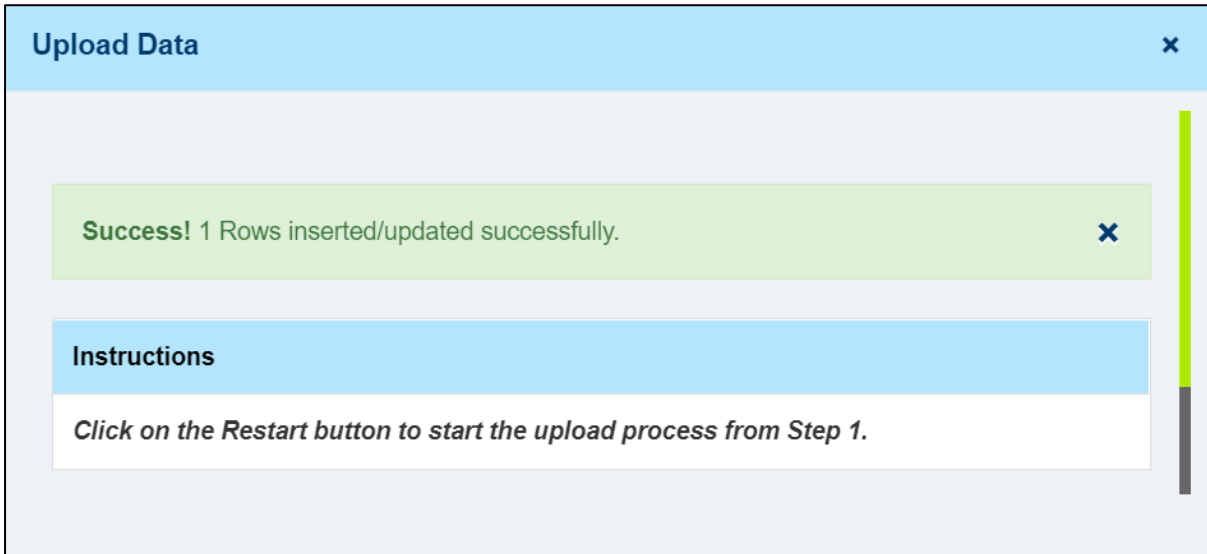 Upload Data
Success! 1 Rows inserted/updated successfully.
Instructions
Click on the Restart button to start the upload process from Step 1.